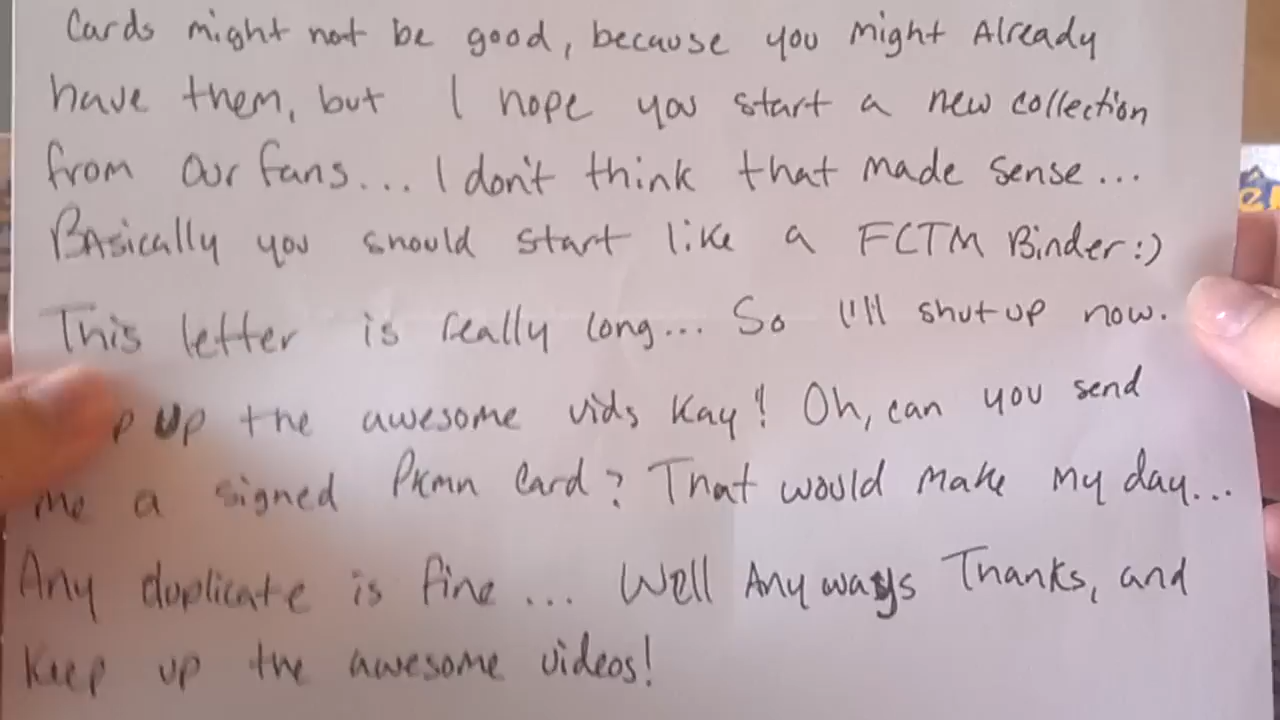 Cards might not be good, because you might Already
have them, but I hope you start a new collection
from Our fans... I don't think that made sense...
BAsically you should start like a FCTM Binder:)
This letter is really long... So I'll shut up now.
up the awesome vids Kay! Oh, can you send
me a signed Pkmn Card? That would make My day...
Any duplicate is fine... Well Anyways Thanks, and
Keep up the awesome videos!